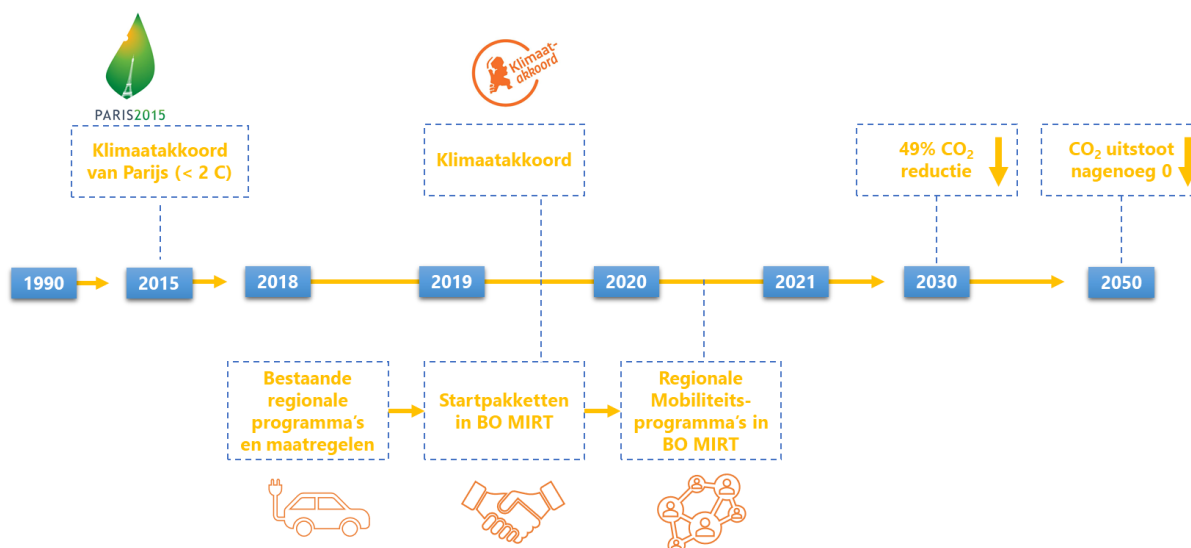 PARIS2015
Klimaat-
akkoord
Klimaatakkoord
van Parijs (< 2 C)
Klimaatakkoord
49% CO₂
reductie
CO₂ uitstoot
nagenoeg 0
1990
2015
2018
2019
2020
2021
2030
2050
Bestaande
regionale
programma's
en maatregelen
Startpakketten
in BO MIRT
Regionale
Mobiliteits-
programma's in
BO MIRT